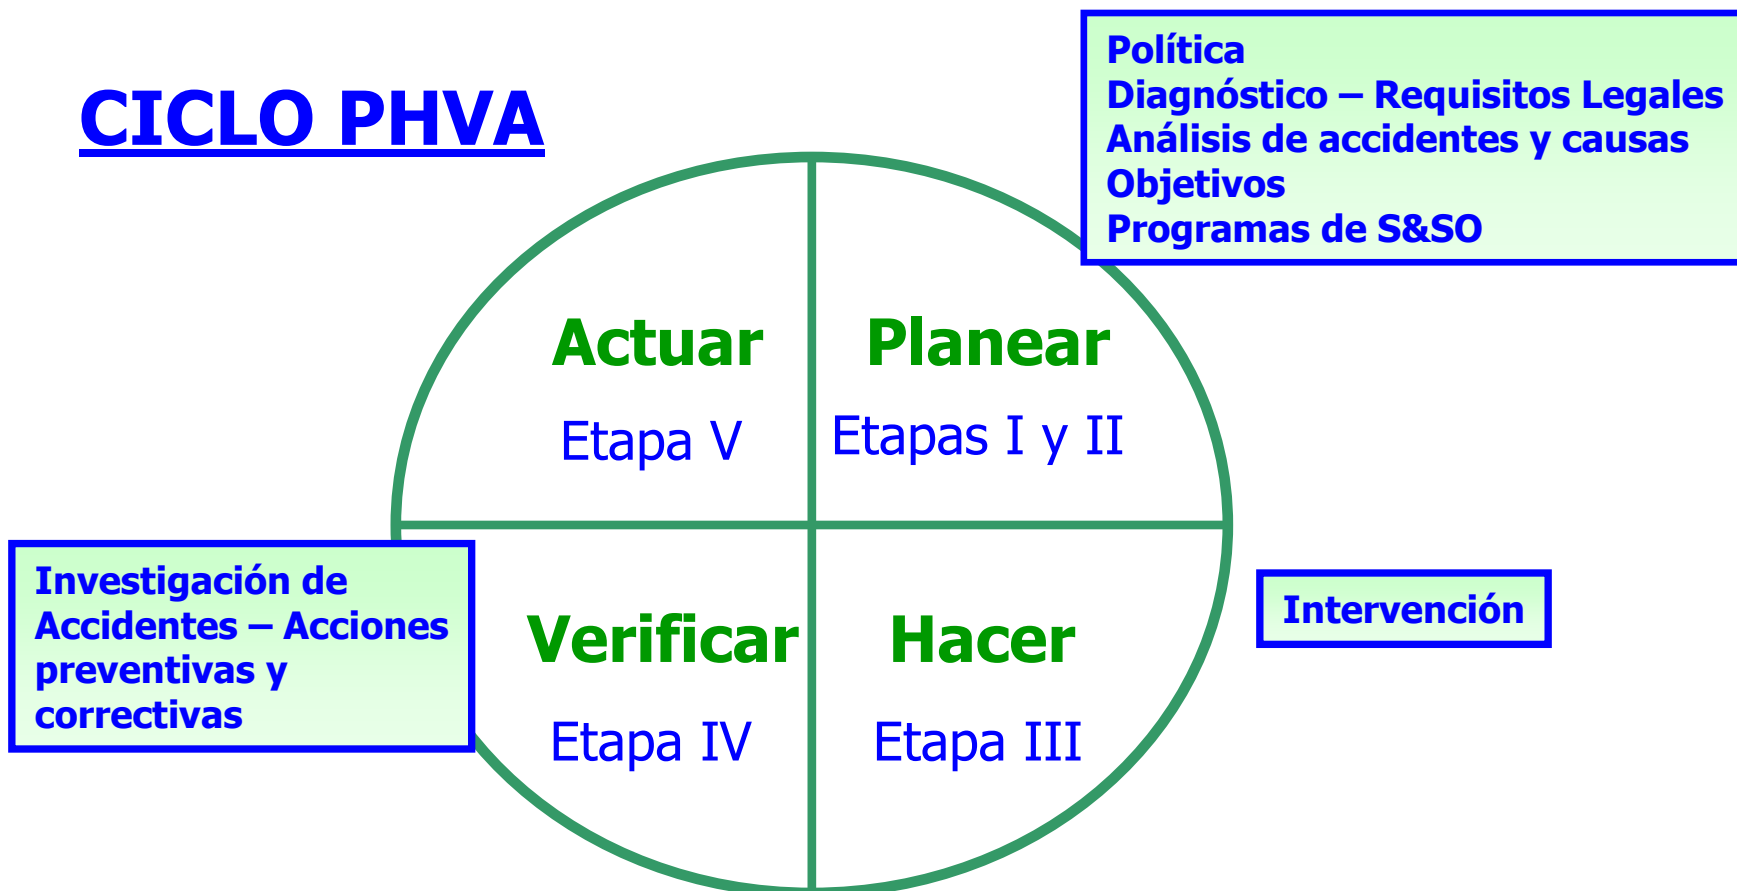 CICLO PHVA
Política
Diagnóstico – Requisitos Legales
Análisis de accidentes y causas
Objetivos
Programas de S&SO
Actuar
Etapa V
Planear
Etapas I y II
Investigación de
Accidentes – Acciones
preventivas y
correctivas
Verificar
Etapa IV
Hacer
Etapa III
Intervención